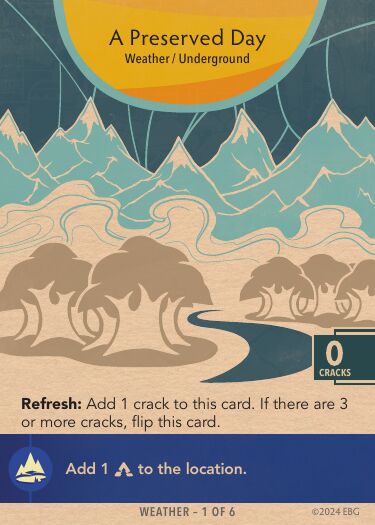 A Preserved Day
Weather / Underground
0
CRACKS
Refresh: Add 1 crack to this card. If there are 3
or more cracks, flip this card.
Add 1 to the location.
WEATHER – 1 OF 6
©2024 EBG